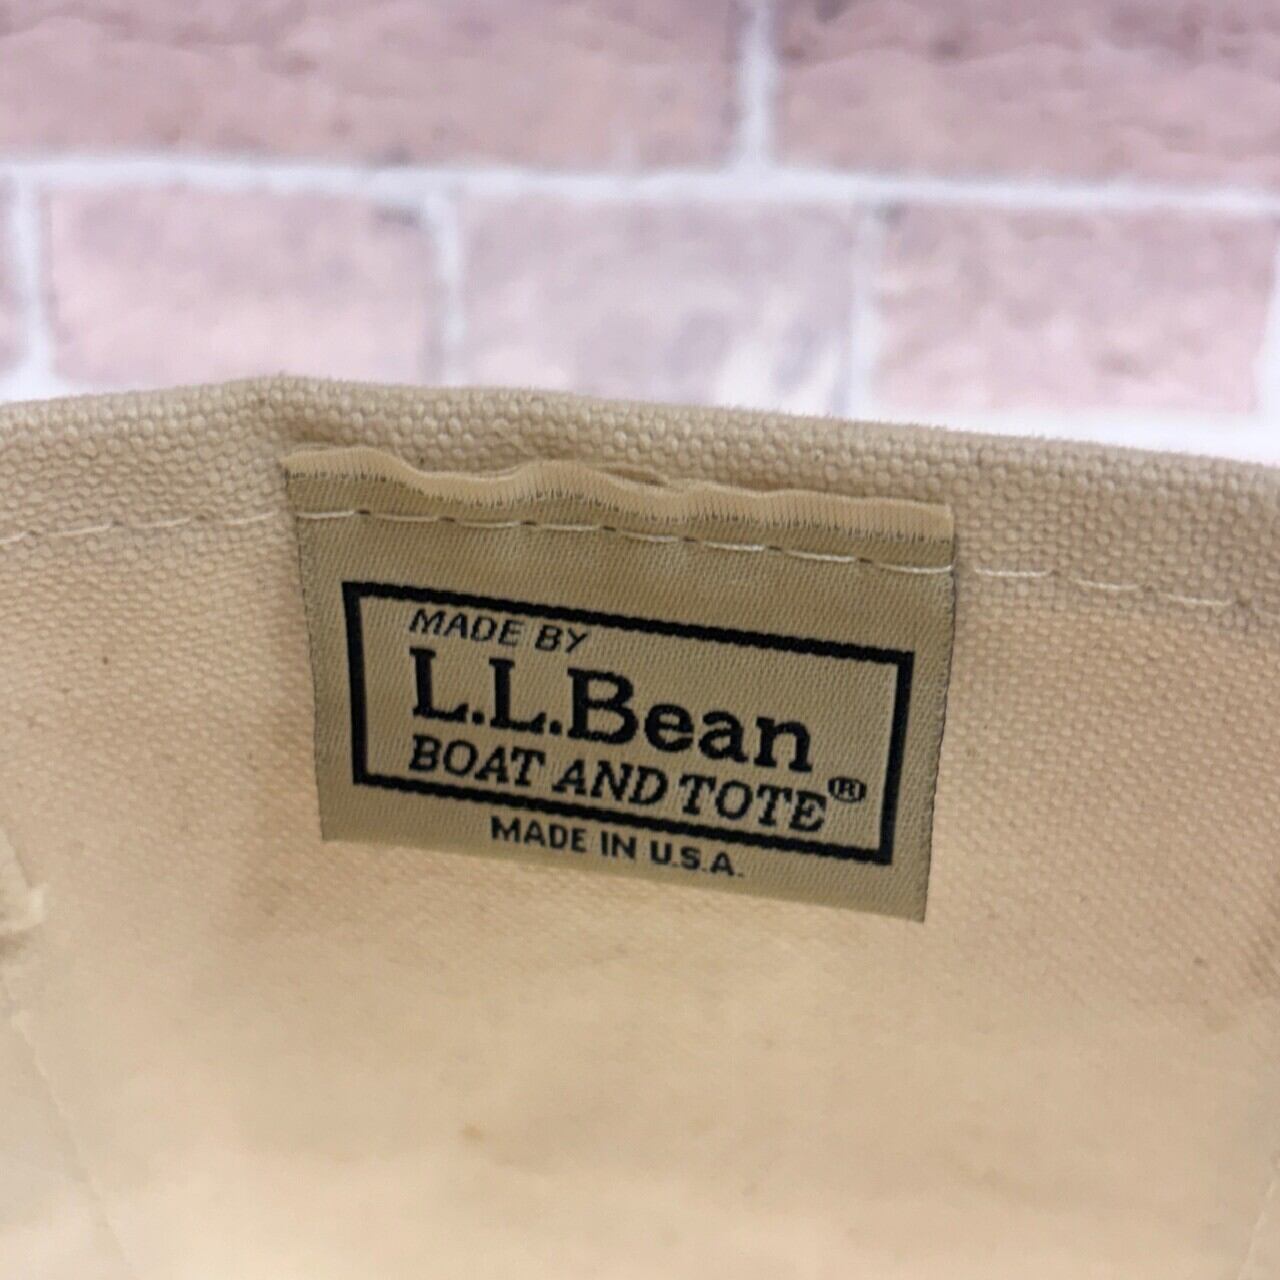 MADE BY
L.L.Bean
BOAT AND TOTE®
MADE IN U.S.A.